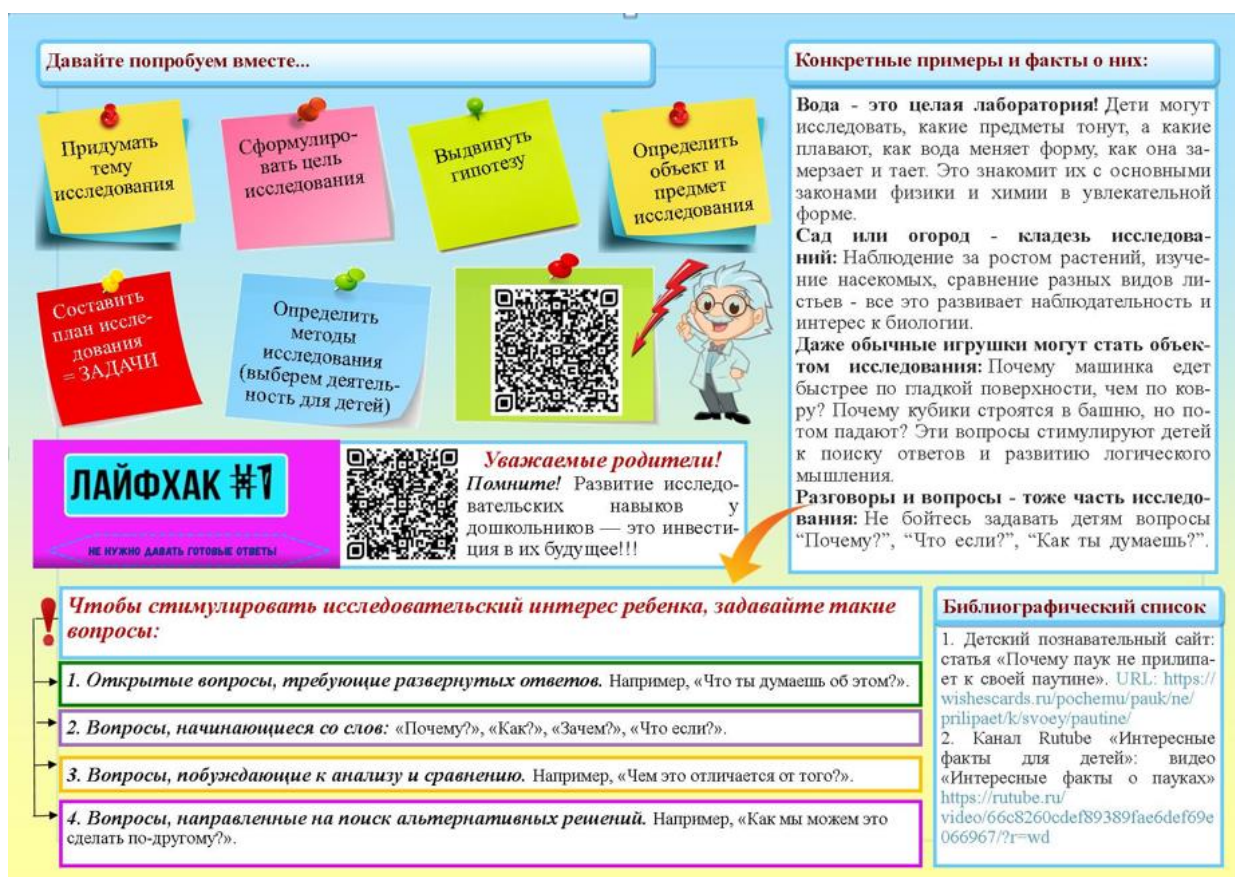 Давайте попробуем вместе...
Придумать
тему
исследования
Сформулиро-
вать цель
исследования
Выдвинуть
гипотезу
Определить
объект и
предмет
исследования
Составить
план иссле-
дования
= ЗАДАЧИ
Определить
методы
исследования
(выберем деятель-
ность для детей)
ЛАЙФХАК #1
НЕ НУЖНО ДАВАТЬ ГОТОВЫЕ ОТВЕТЫ
Уважаемые родители!
Помните! Развитие исследо-
вательских навыков у
дошкольников — это инвести-
ция в их будущее!!!
Конкретные примеры и факты о них:
Вода - это целая лаборатория! Дети могут
исследовать, какие предметы тонут, а какие
плавают, как вода меняет форму, как она за-
мерзает и тает. Это знакомит их с основными
законами физики и химии в увлекательной
форме.
Сад или огород - кладезь исследова-
ний: Наблюдение за ростом растений, изуче-
ние насекомых, сравнение разных видов ли-
стьев - все это развивает наблюдательность и
интерес к биологии.
Даже обычные игрушки могут стать объек-
том исследования: Почему машинка едет
быстрее по гладкой поверхности, чем по ков-
ру? Почему кубики строятся в башню, но по-
том падают? Эти вопросы стимулируют детей
к поиску ответов и развитию логического
мышления.
Разговоры и вопросы - тоже часть исследо-
вания: Не бойтесь задавать детям вопросы
“Почему?”, “Что если?”, “Как ты думаешь?”.
Чтобы стимулировать исследовательский интерес ребенка, задавайте такие
вопросы:
1. Открытые вопросы, требующие развернутых ответов. Например, «Что ты думаешь об этом?».
2. Вопросы, начинающиеся со слов: «Почему?», «Как?», «Зачем?», «Что если?».
3. Вопросы, побуждающие к анализу и сравнению. Например, «Чем это отличается от того?».
4. Вопросы, направленные на поиск альтернативных решений. Например, «Как мы можем это
сделать по-другому?».
Библиографический список
1. Детский познавательный сайт:
статья «Почему паук не прилипа-
ет к своей паутине». URL: https://
wishescards.ru/pochemu/pauk/ne/
prilipaet/k/svoey/pautine/
2. Канал Rutube «Интересные
факты для детей»: видео
«Интересные факты о пауках»
https://rutube.ru/
video/66c8260cdef89389fae6def69e
066967/?r=wd